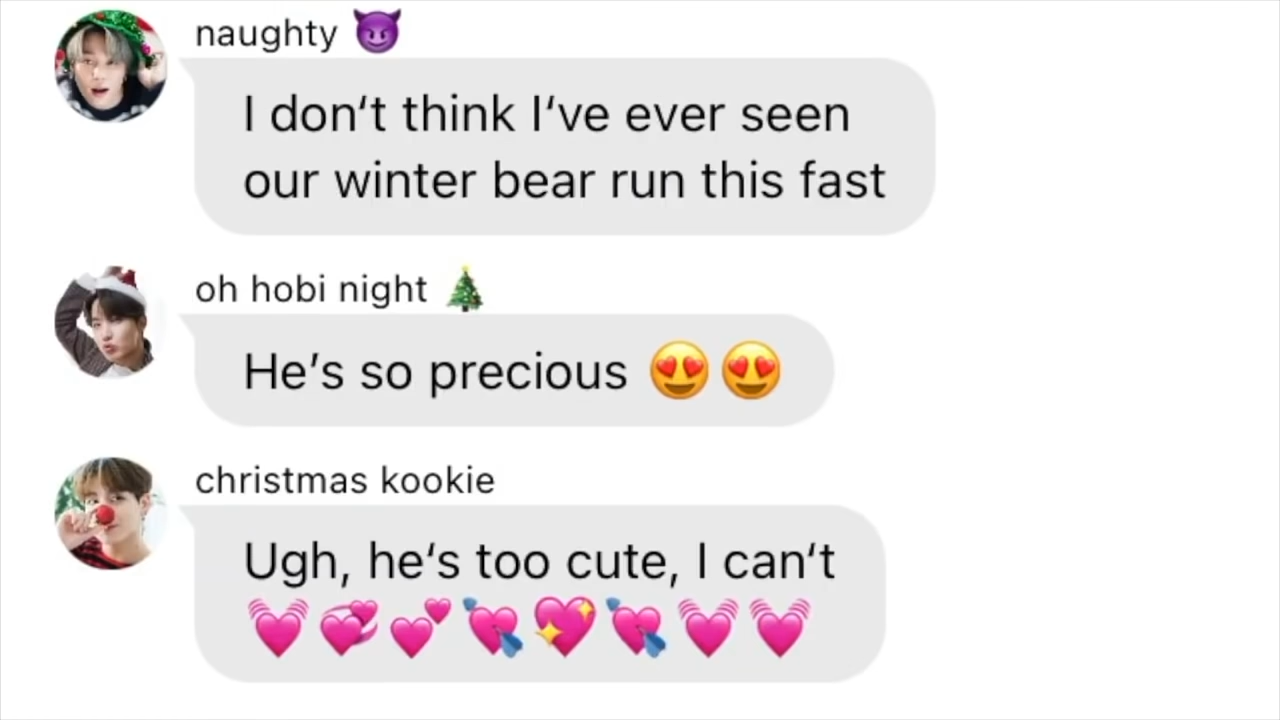 naughty 😈
I don‘t think I‘ve ever seen
our winter bear run this fast
oh hobi night 🎄
He’s so precious 😍😍
christmas kookie
Ugh, he‘s too cute, I can‘t
💓💞💕💘💖💘💓💓